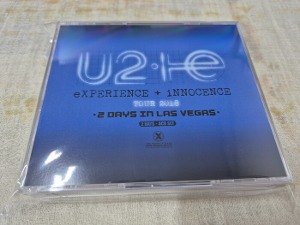 U2:ie
eXPERIENCE + iNNOCENCE
TOUR 2018
• 2 DAYS IN LAS VEGAS •